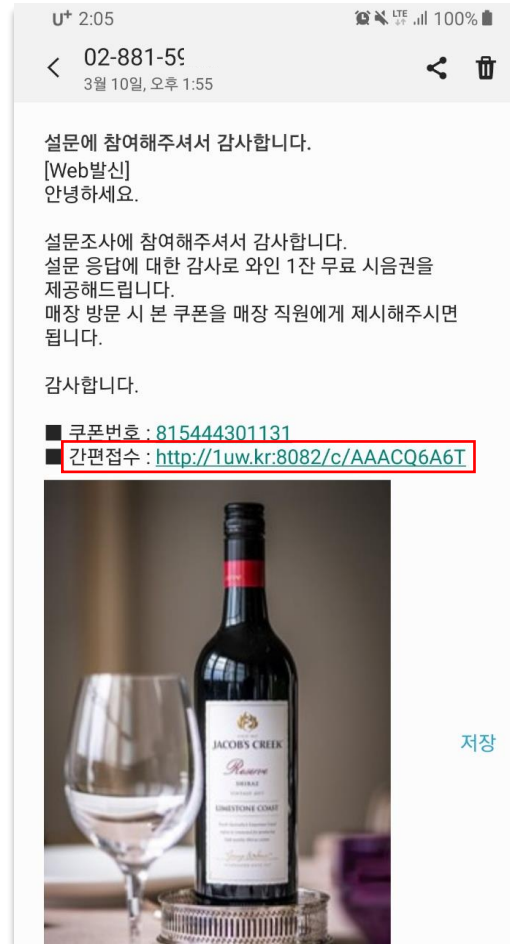 U+ 2:05 LTE 100%
02-881-59
3월 10일, 오후 1:55
설문에 참여해주셔서 감사합니다.
[Web발신]
안녕하세요.
설문조사에 참여해주셔서 감사합니다.
설문 응답에 대한 감사로 와인 1잔 무료 시음권을
제공해드립니다.
매장 방문 시 본 쿠폰을 매장 직원에게 제시해주시면
됩니다.
감사합니다.
■ 쿠폰번호 : 815444301131
■ 간편접수 : http://1uw.kr:8082/c/AAACQ6A6T
JACOB'S CREEK
Reserve
SHIRAZ
LIMESTONE COAST
저장